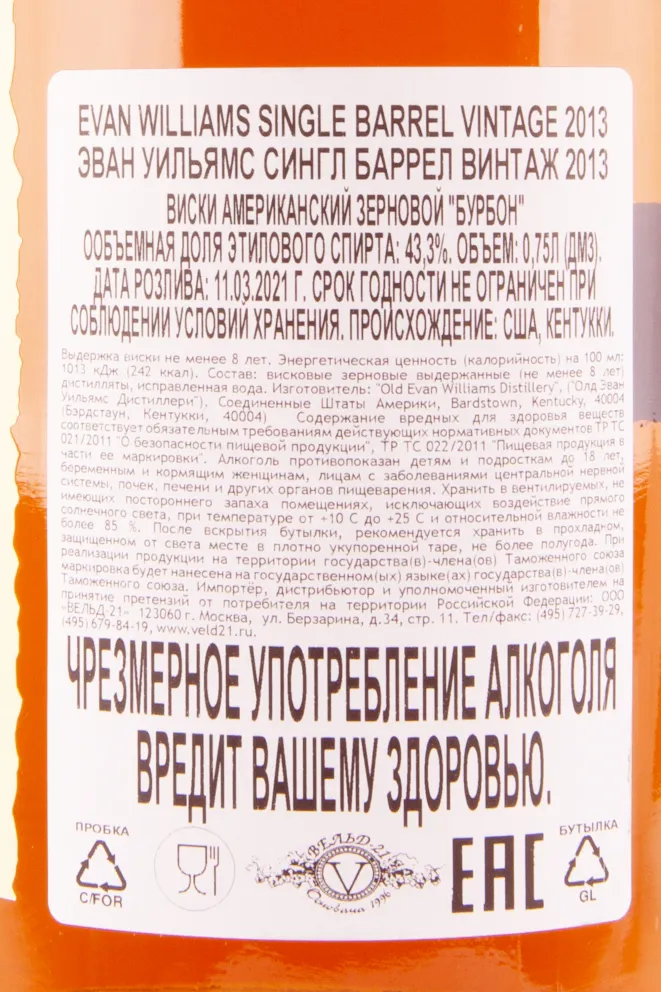 EVAN WILLIAMS SINGLE BARREL VINTAGE 2013
ЭВАН УИЛЬЯМС СИНГЛ БАРРЕЛ ВИНТАЖ 2013
ВИСКИ АМЕРИКАНСКИЙ ЗЕРНОВОЙ "БУРБОН"
ООБЪЕМНАЯ ДОЛЯ ЭТИЛОВОГО СПИРТА: 43,3%. ОБЪЕМ: 0,75Л (ДМ3).
ДАТА РОЗЛИВА: 11.03.2021 Г. СРОК ГОДНОСТИ НЕ ОГРАНИЧЕН ПРИ
СОБЛЮДЕНИИ УСЛОВИЙ ХРАНЕНИЯ. ПРОИСХОЖДЕНИЕ: США, КЕНТУККИ.
Выдержка виски не менее 8 лет. Энергетическая ценность (калорийность) на 100 мл:
1013 кДж (242 ккал). Состав: висковые зерновые выдержанные (не менее 8 лет)
дистилляты, исправленная вода. Изготовитель: "Old Evan Williams Distillery", ("Олд Эван
Уильямс Дистиллери"). Соединенные Штаты Америки, Bardstown, Kentucky, 40004
(Бэрдстаун, Кентукки, 40004) Содержание вредных для здоровья веществ
соответствует обязательным требованиям действующих нормативных документов ТР ТС
021/2011 "О безопасности пищевой продукции", ТР ТС 022/2011 "Пищевая продукция в
части ее маркировки". Алкоголь противопоказан детям и подросткам до 18 лет,
беременным и кормящим женщинам, лицам с заболеваниями центральной нервной
системы, почек, печени и других органов пищеварения. Хранить в вентилируемых, не
имеющих постороннего запаха помещениях, исключающих воздействие прямого
солнечного света, при температуре от +10 С до +25 С и относительной влажности не
более 85 %. После вскрытия бутылки, рекомендуется хранить в прохладном,
защищенном от света месте в плотно укупоренной таре, не более полугода. При
реализации продукции на территории государства(в)-члена(ов) Таможенного союза
маркировка будет нанесена на государственном(ых) языке(ах) государства(в)-члена(ов)
Таможенного союза. Импортёр, дистрибьютор и уполномоченный изготовителем на
принятие претензий от потребителя на территории Российской Федерации: ООО
«ВЕЛЬД-21» 123060 г. Москва, ул. Берзарина, д.34, стр. 11. Тел/факс: (495) 727-39-29,
(495) 679-84-19, www.veld21.ru.
ЧРЕЗМЕРНОЕ УПОТРЕБЛЕНИЕ АЛКОГОЛЯ
ВРЕДИТ ВАШЕМУ ЗДОРОВЬЮ.
ПРОБКА
C/FOR
ВЕЛЬД-21
V
Основана 1996
EAC
БУТЫЛКА
GL